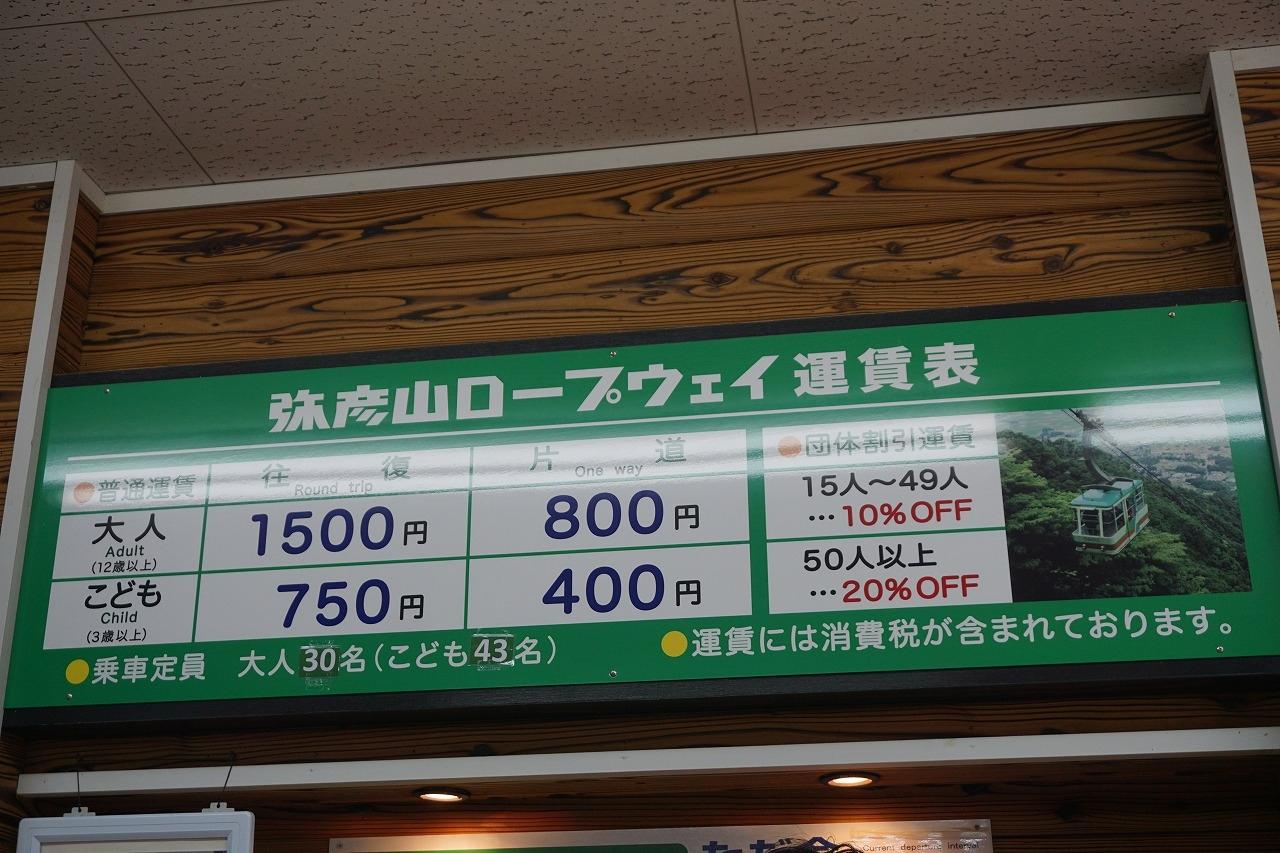 弥彦山ロープウェイ運賃表
●普通運賃 往復 片道
Round trip One way
大人 1500円 800円
Adult
(12歳以上)
こども 750円 400円
Child
(3歳以上)
●団体割引運賃
15人〜49人
…10%OFF
50人以上
…20%OFF
●乗車定員 大人30名(こども43名)
●運賃には消費税が含まれております。
Current departure interval